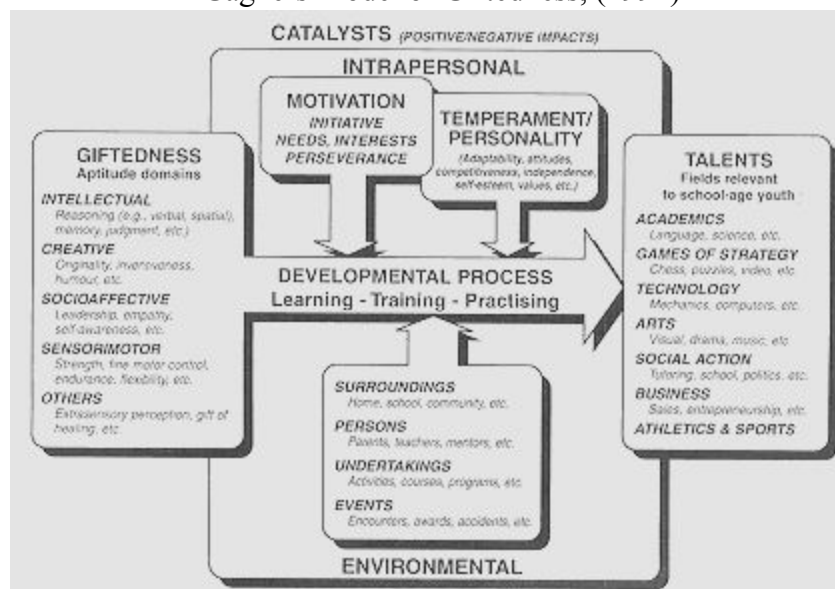 CATALYSTS (POSITIVE/NEGATIVE IMPACTS)
INTRAPERSONAL
MOTIVATION
INITIATIVE
NEEDS, INTERESTS
PERSEVERANCE
TEMPERAMENT/
PERSONALITY
(Adaptability, attitudes,
competitiveness, independence,
self-esteem, values, etc.)
GIFTEDNESS
Aptitude domains
INTELLECTUAL
Reasoning (e.g., verbal, spatial),
memory, judgment, etc.)
CREATIVE
Originality, inventiveness,
humour, etc.
SOCIOAFFECTIVE
Leadership, empathy,
self-awareness, etc.
SENSORIMOTOR
Strength, fine motor control,
endurance, flexibility, etc.
OTHERS
Extrasensory perception, gift of
healing, etc.
DEVELOPMENTAL PROCESS
Learning - Training - Practising
SURROUNDINGS
Home, school, community, etc.
PERSONS
Parents, teachers, mentors, etc.
UNDERTAKINGS
Activities, courses, programs, etc.
EVENTS
Encounters, awards, accidents, etc.
ENVIRONMENTAL
TALENTS
Fields relevant
to school-age youth
ACADEMICS
Language, science, etc.
GAMES OF STRATEGY
Chess, puzzles, video, etc.
TECHNOLOGY
Mechanics, computers, etc.
ARTS
Visual, drama, music, etc
SOCIAL ACTION
Tutoring, school, politics, etc.
BUSINESS
Sales, entrepreneurship, etc.
ATHLETICS & SPORTS